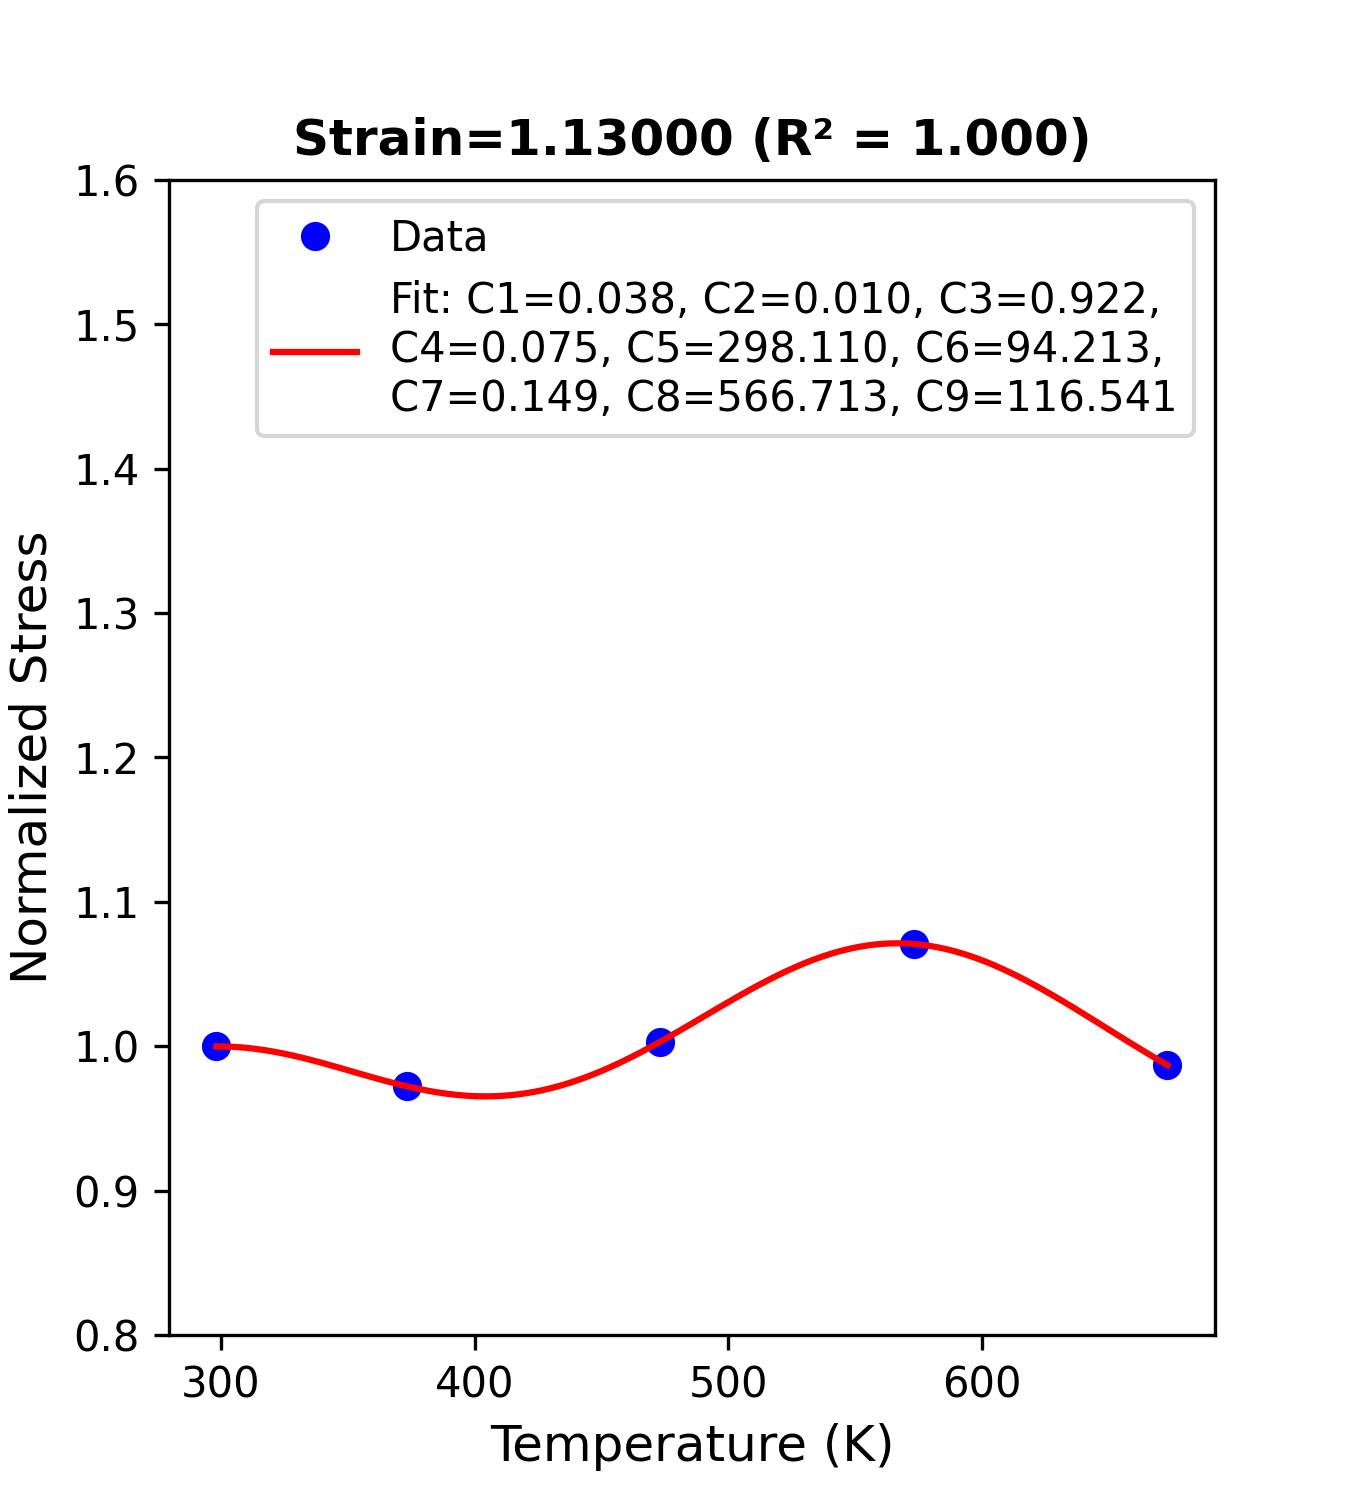 Strain=1.13000 (R² = 1.000)
1.6
1.5
1.4
1.3
1.2
1.1
1.0
0.9
0.8
Normalized Stress
Data
Fit: C1=0.038, C2=0.010, C3=0.922,
C4=0.075, C5=298.110, C6=94.213,
C7=0.149, C8=566.713, C9=116.541
300 400 500 600
Temperature (K)